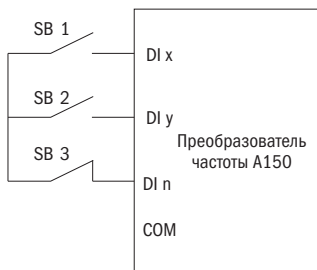 SB 1
DI x
SB 2
DI y
Преобразователь
частоты A150
SB 3
DI n
COM